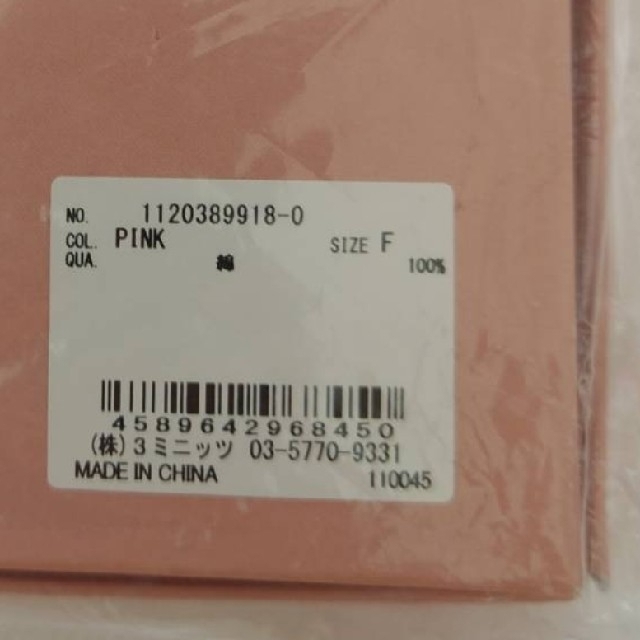 NO. 1120389918-0
COL. PINK SIZE F
QUA. 綿 100%
4589642968450
(株)3ミニッツ 03-5770-9331
MADE IN CHINA 110045